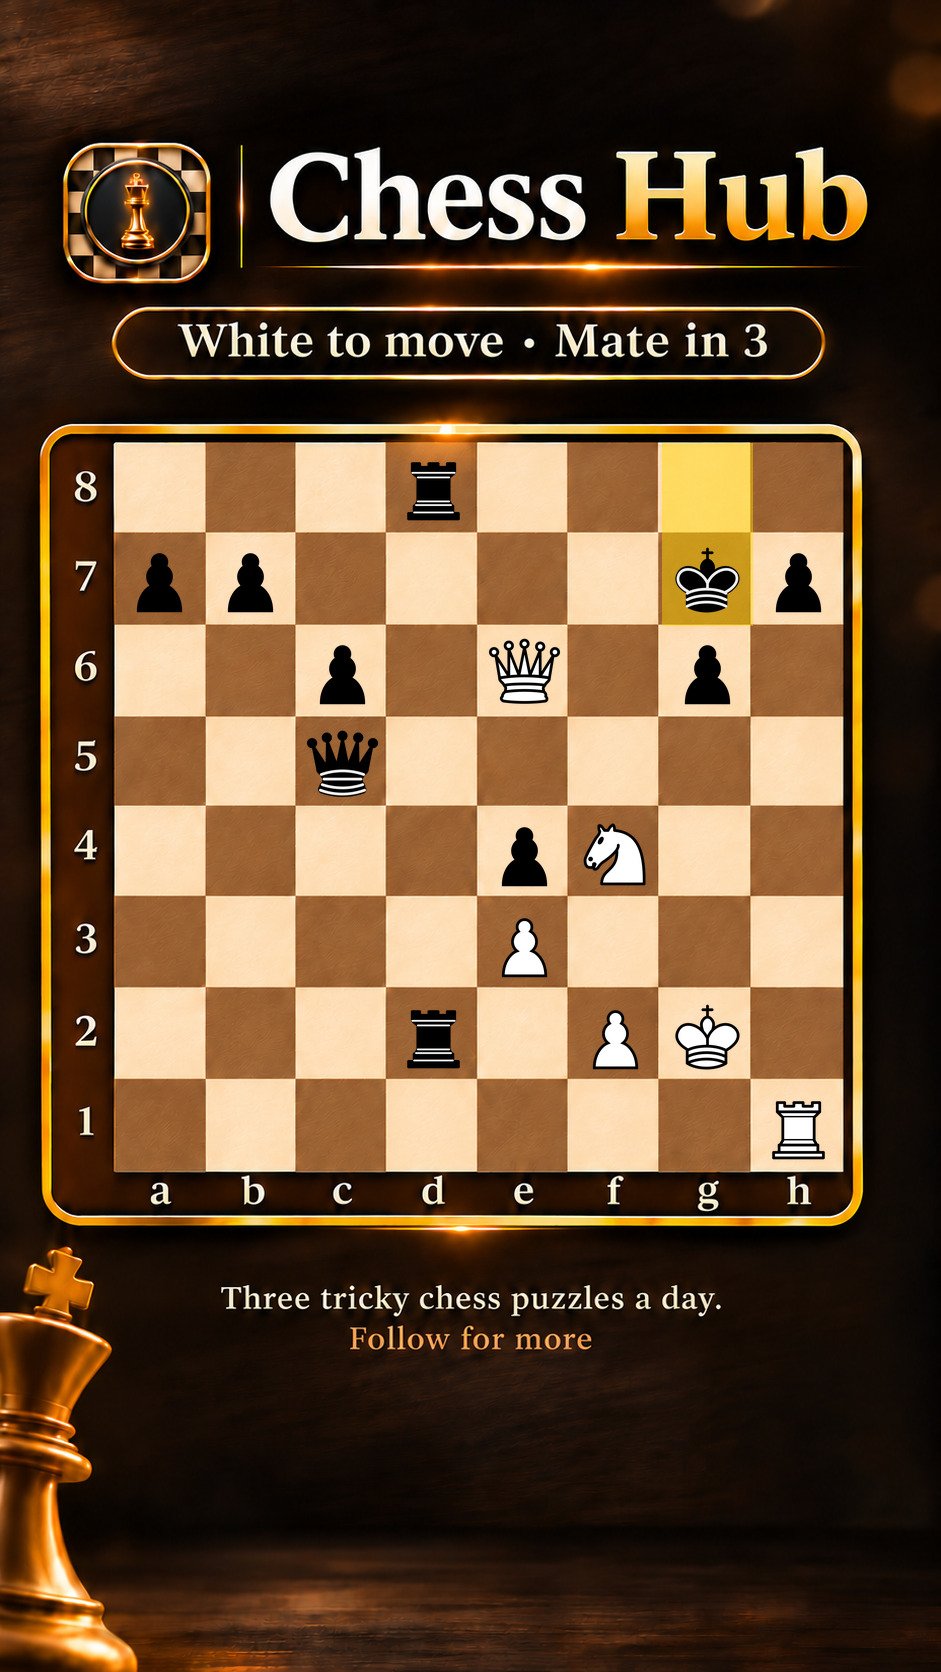 Chess Hub
White to move • Mate in 3
8
7
6
5
4
3
2
1
a b c d e f g h
Three tricky chess puzzles a day.
Follow for more